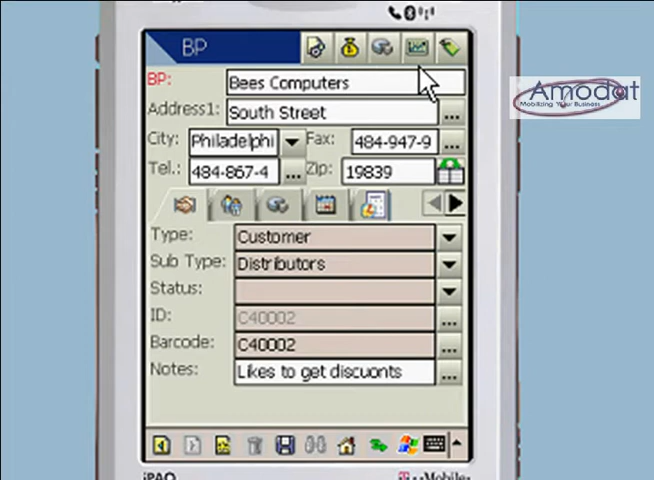 BP
BP: Bees Computers
Amodat
Mobilizing Your Business
Address1: South Street ...
City: Philadelphi Fax: 484-947-9 ...
Tel.: 484-867-4 ... Zip: 19839
Type: Customer
Sub Type: Distributors
Status:
ID: C40002 ...
Barcode: C40002 ...
Notes: Likes to get discuonts ...
iPAQ T Mobile